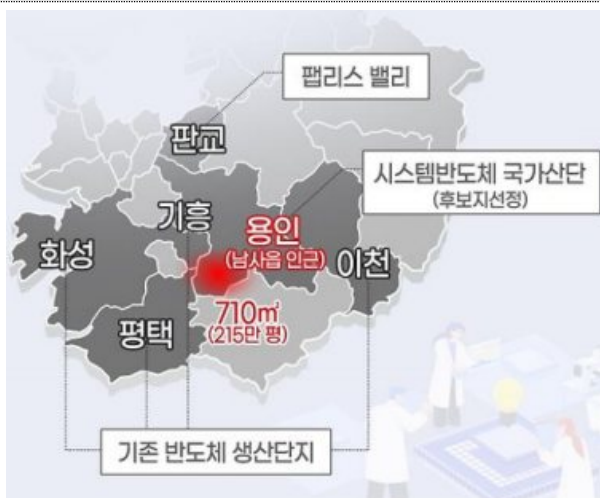 팹리스 밸리
판교
시스템반도체 국가산단
(후보지선정)
기흥
용인
(남사읍 인근)
화성
이천
710㎡
(215만 평)
평택
기존 반도체 생산단지